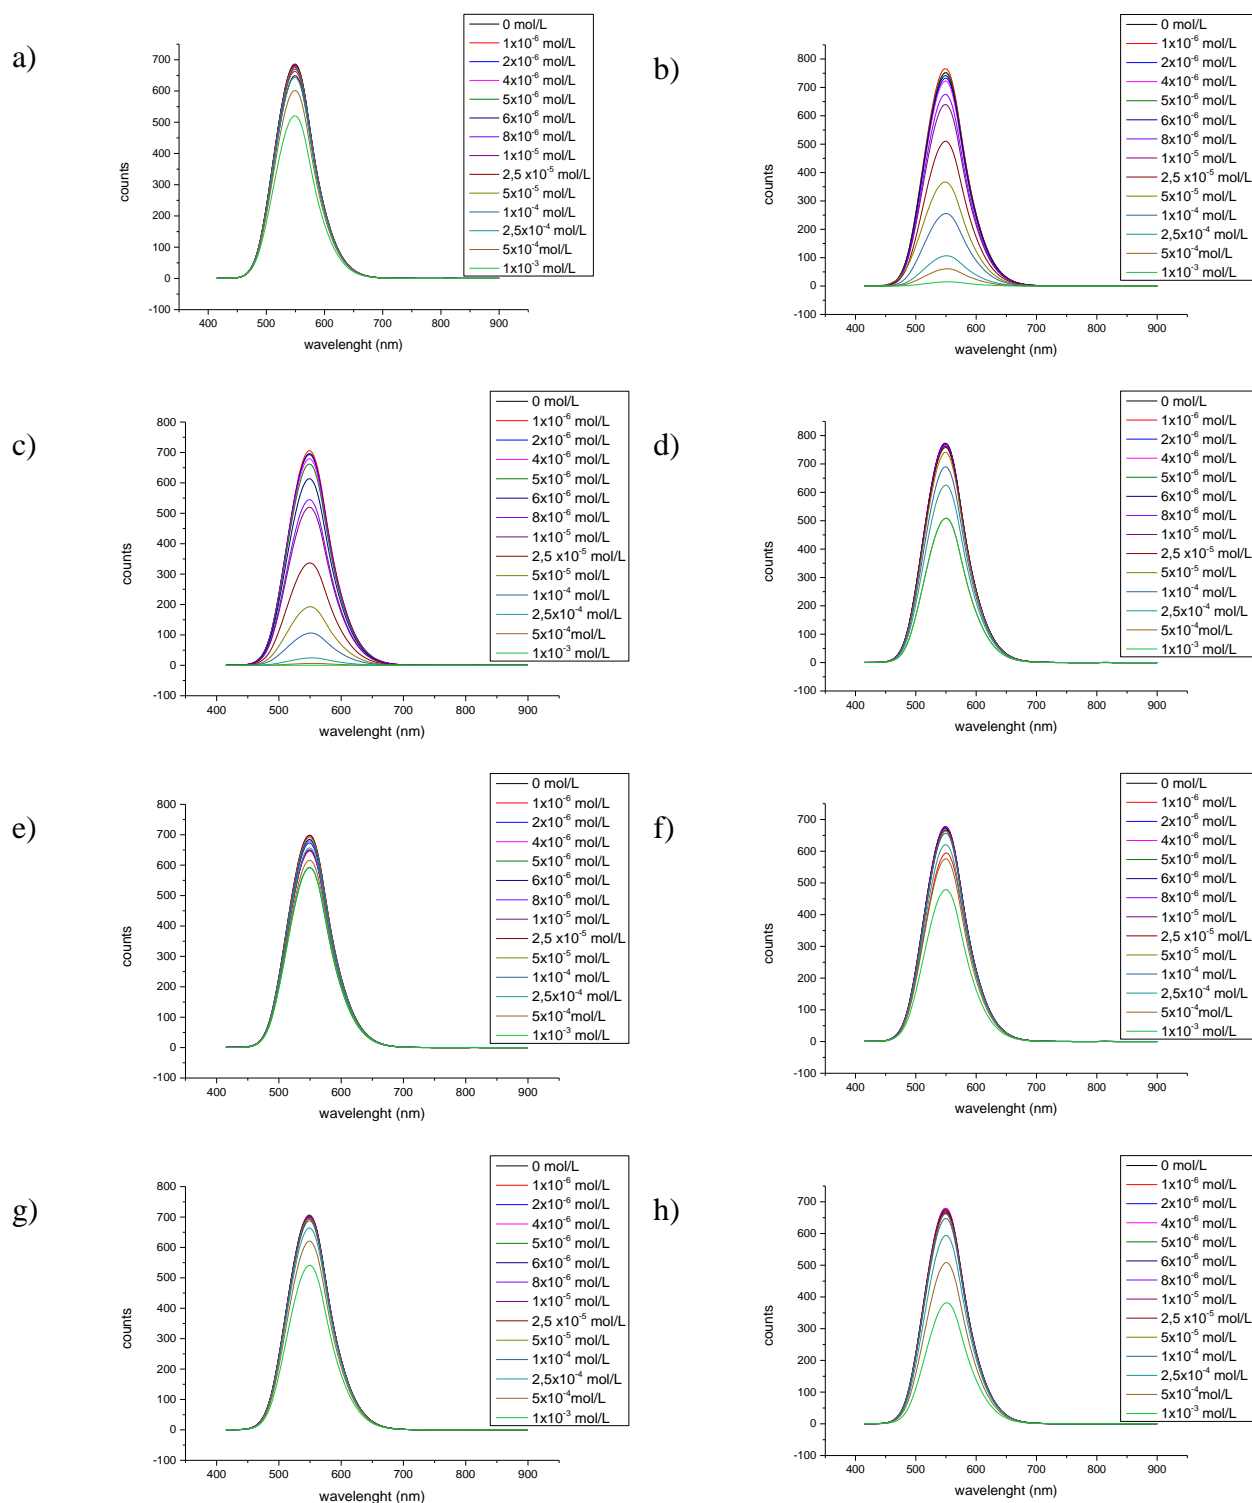 a)
0 mol/L
1x10⁻⁶ mol/L
2x10⁻⁶ mol/L
4x10⁻⁶ mol/L
5x10⁻⁶ mol/L
6x10⁻⁶ mol/L
8x10⁻⁶ mol/L
1x10⁻⁵ mol/L
2,5 x10⁻⁵ mol/L
5x10⁻⁵ mol/L
1x10⁻⁴ mol/L
2,5x10⁻⁴ mol/L
5x10⁻⁴mol/L
1x10⁻³ mol/L
counts
700
600
500
400
300
200
100
0
-100
400 500 600 700 800 900
wavelenght (nm)
b)
0 mol/L
1x10⁻⁶ mol/L
2x10⁻⁶ mol/L
4x10⁻⁶ mol/L
5x10⁻⁶ mol/L
6x10⁻⁶ mol/L
8x10⁻⁶ mol/L
1x10⁻⁵ mol/L
2,5 x10⁻⁵ mol/L
5x10⁻⁵ mol/L
1x10⁻⁴ mol/L
2,5x10⁻⁴ mol/L
5x10⁻⁴mol/L
1x10⁻³ mol/L
counts
800
700
600
500
400
300
200
100
0
-100
400 500 600 700 800 900
wavelenght (nm)
c)
0 mol/L
1x10⁻⁶ mol/L
2x10⁻⁶ mol/L
4x10⁻⁶ mol/L
5x10⁻⁶ mol/L
6x10⁻⁶ mol/L
8x10⁻⁶ mol/L
1x10⁻⁵ mol/L
2,5 x10⁻⁵ mol/L
5x10⁻⁵ mol/L
1x10⁻⁴ mol/L
2,5x10⁻⁴ mol/L
5x10⁻⁴mol/L
1x10⁻³ mol/L
counts
800
700
600
500
400
300
200
100
0
-100
400 500 600 700 800 900
wavelenght (nm)
d)
0 mol/L
1x10⁻⁶ mol/L
2x10⁻⁶ mol/L
4x10⁻⁶ mol/L
5x10⁻⁶ mol/L
6x10⁻⁶ mol/L
8x10⁻⁶ mol/L
1x10⁻⁵ mol/L
2,5 x10⁻⁵ mol/L
5x10⁻⁵ mol/L
1x10⁻⁴ mol/L
2,5x10⁻⁴ mol/L
5x10⁻⁴mol/L
1x10⁻³ mol/L
counts
800
700
600
500
400
300
200
100
0
-100
400 500 600 700 800 900
wavelenght (nm)
e)
0 mol/L
1x10⁻⁶ mol/L
2x10⁻⁶ mol/L
4x10⁻⁶ mol/L
5x10⁻⁶ mol/L
6x10⁻⁶ mol/L
8x10⁻⁶ mol/L
1x10⁻⁵ mol/L
2,5 x10⁻⁵ mol/L
5x10⁻⁵ mol/L
1x10⁻⁴ mol/L
2,5x10⁻⁴ mol/L
5x10⁻⁴mol/L
1x10⁻³ mol/L
counts
800
700
600
500
400
300
200
100
0
-100
400 500 600 700 800 900
wavelenght (nm)
f)
0 mol/L
1x10⁻⁶ mol/L
2x10⁻⁶ mol/L
4x10⁻⁶ mol/L
5x10⁻⁶ mol/L
6x10⁻⁶ mol/L
8x10⁻⁶ mol/L
1x10⁻⁵ mol/L
2,5 x10⁻⁵ mol/L
5x10⁻⁵ mol/L
1x10⁻⁴ mol/L
2,5x10⁻⁴ mol/L
5x10⁻⁴mol/L
1x10⁻³ mol/L
counts
700
600
500
400
300
200
100
0
-100
400 500 600 700 800 900
wavelenght (nm)
g)
0 mol/L
1x10⁻⁶ mol/L
2x10⁻⁶ mol/L
4x10⁻⁶ mol/L
5x10⁻⁶ mol/L
6x10⁻⁶ mol/L
8x10⁻⁶ mol/L
1x10⁻⁵ mol/L
2,5 x10⁻⁵ mol/L
5x10⁻⁵ mol/L
1x10⁻⁴ mol/L
2,5x10⁻⁴ mol/L
5x10⁻⁴mol/L
1x10⁻³ mol/L
counts
800
700
600
500
400
300
200
100
0
-100
400 500 600 700 800 900
wavelenght (nm)
h)
0 mol/L
1x10⁻⁶ mol/L
2x10⁻⁶ mol/L
4x10⁻⁶ mol/L
5x10⁻⁶ mol/L
6x10⁻⁶ mol/L
8x10⁻⁶ mol/L
1x10⁻⁵ mol/L
2,5 x10⁻⁵ mol/L
5x10⁻⁵ mol/L
1x10⁻⁴ mol/L
2,5x10⁻⁴ mol/L
5x10⁻⁴mol/L
1x10⁻³ mol/L
counts
700
600
500
400
300
200
100
0
-100
400 500 600 700 800 900
wavelenght (nm)